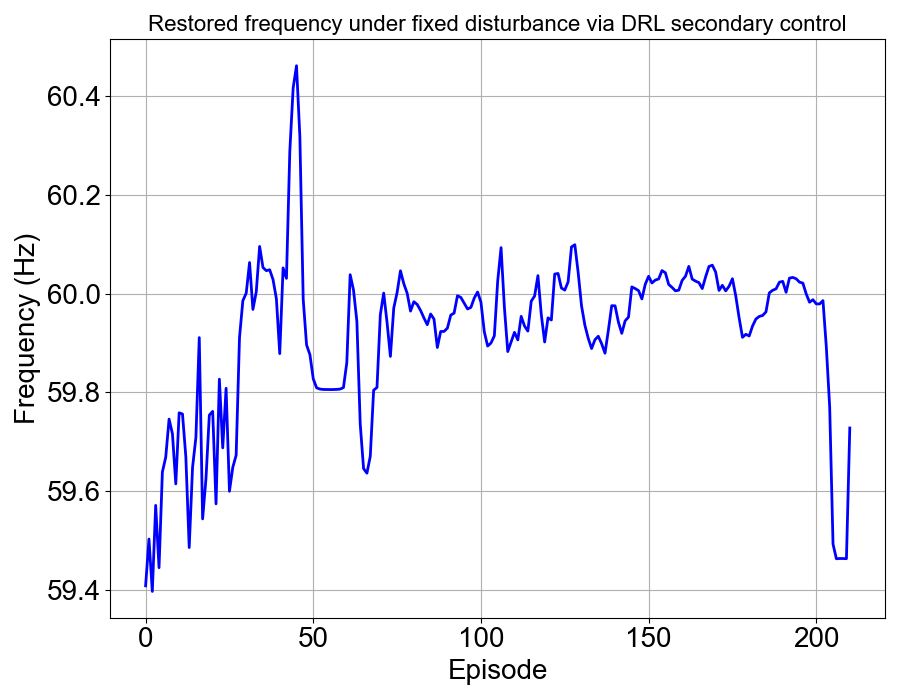 Restored frequency under fixed disturbance via DRL secondary control
60.4
60.2
60.0
59.8
59.6
59.4
Frequency (Hz)
0 50 100 150 200
Episode